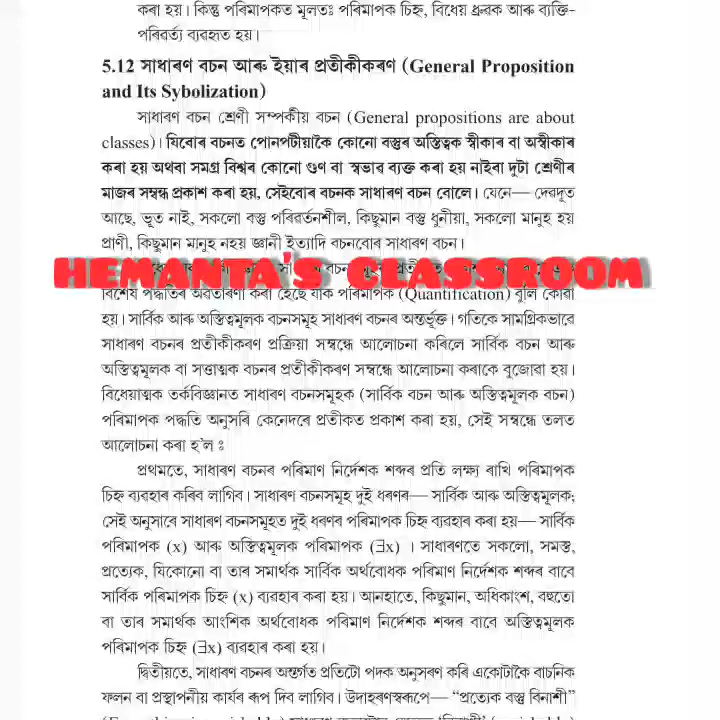 কৰা হয়। কিন্তু পৰিমাপকত মূলতঃ পৰিমাপক চিহ্ন, বিধেয় ধ্ৰুৱক আৰু ব্যক্তি-
পৰিৱৰ্ত্য ব্যৱহৃত হয়।
5.12 সাধাৰণ বচন আৰু ইয়াৰ প্ৰতীকীকৰণ (General Proposition
and Its Sybolization)
সাধাৰণ বচন শ্ৰেণী সম্পৰ্কীয় বচন (General propositions are about
classes)। যিবোৰ বচনত পোনপটীয়াকৈ কোনো বস্তুৰ অস্তিত্বক স্বীকাৰ বা অস্বীকাৰ
কৰা হয় অথবা সমগ্ৰ বিশ্বৰ কোনো গুণ বা স্বভাৱ ব্যক্ত কৰা হয় নাইবা দুটা শ্ৰেণীৰ
মাজৰ সম্বন্ধ প্ৰকাশ কৰা হয়, সেইবোৰ বচনক সাধাৰণ বচন বোলে। যেনে— দেৱদূত
আছে, ভূত নাই, সকলো বস্তু পৰিৱৰ্তনশীল, কিছুমান বস্তু ধুনীয়া, সকলো মানুহ হয়
প্ৰাণী, কিছুমান মানুহ নহয় জ্ঞানী ইত্যাদি বচনবোৰ সাধাৰণ বচন।
HEMANTA'S CLASSROOM
বিশেষ পদ্ধতিৰ অৱতাৰণা কৰা হৈছে যাক পৰিমাপক (Quantification) বুলি কোৱা
হয়। সাৰ্বিক আৰু অস্তিত্বমূলক বচনসমূহ সাধাৰণ বচনৰ অন্তৰ্ভূক্ত। গতিকে সামগ্ৰিকভাৱে
সাধাৰণ বচনৰ প্ৰতীকীকৰণ প্ৰক্ৰিয়া সম্বন্ধে আলোচনা কৰিলে সাৰ্বিক বচন আৰু
অস্তিত্বমূলক বা সত্তাত্মক বচনৰ প্ৰতীকীকৰণ সম্বন্ধে আলোচনা কৰাকে বুজোৱা হয়।
বিধেয়াত্মক তৰ্কবিজ্ঞানত সাধাৰণ বচনসমূহক (সাৰ্বিক বচন আৰু অস্তিত্বমূলক বচন)
পৰিমাপক পদ্ধতি অনুসৰি কেনেদৰে প্ৰতীকত প্ৰকাশ কৰা হয়, সেই সম্বন্ধে তলত
আলোচনা কৰা হ'ল ঃ
প্ৰথমতে, সাধাৰণ বচনৰ পৰিমাণ নিৰ্দেশক শব্দৰ প্ৰতি লক্ষ্য ৰাখি পৰিমাপক
চিহ্ন ব্যৱহাৰ কৰিব লাগিব। সাধাৰণ বচনসমূহ দুই ধৰণৰ— সাৰ্বিক আৰু অস্তিত্বমূলক;
সেই অনুসাৰে সাধাৰণ বচনসমূহত দুই ধৰণৰ পৰিমাপক চিহ্ন ব্যৱহাৰ কৰা হয়— সাৰ্বিক
পৰিমাপক (x) আৰু অস্তিত্বমূলক পৰিমাপক (∃x) । সাধাৰণতে সকলো, সমস্ত,
প্ৰত্যেক, যিকোনো বা তাৰ সমাৰ্থক সাৰ্বিক অৰ্থবোধক পৰিমাণ নিৰ্দেশক শব্দৰ বাবে
সাৰ্বিক পৰিমাপক চিহ্ন (x) ব্যৱহাৰ কৰা হয়। আনহাতে, কিছুমান, অধিকাংশ, বহুতো
বা তাৰ সমাৰ্থক আংশিক অৰ্থবোধক পৰিমাণ নিৰ্দেশক শব্দৰ বাবে অস্তিত্বমূলক
পৰিমাপক চিহ্ন (∃x) ব্যৱহাৰ কৰা হয়।
দ্বিতীয়তে, সাধাৰণ বচনৰ অন্তৰ্গত প্ৰতিটো পদক অনুসৰণ কৰি একোটাকৈ বাচনিক
ফলন বা প্ৰস্থাপনীয় কাৰ্যৰ ৰূপ দিব লাগিব। উদাহৰণস্বৰূপে— “প্ৰত্যেক বস্তু বিনাশী”